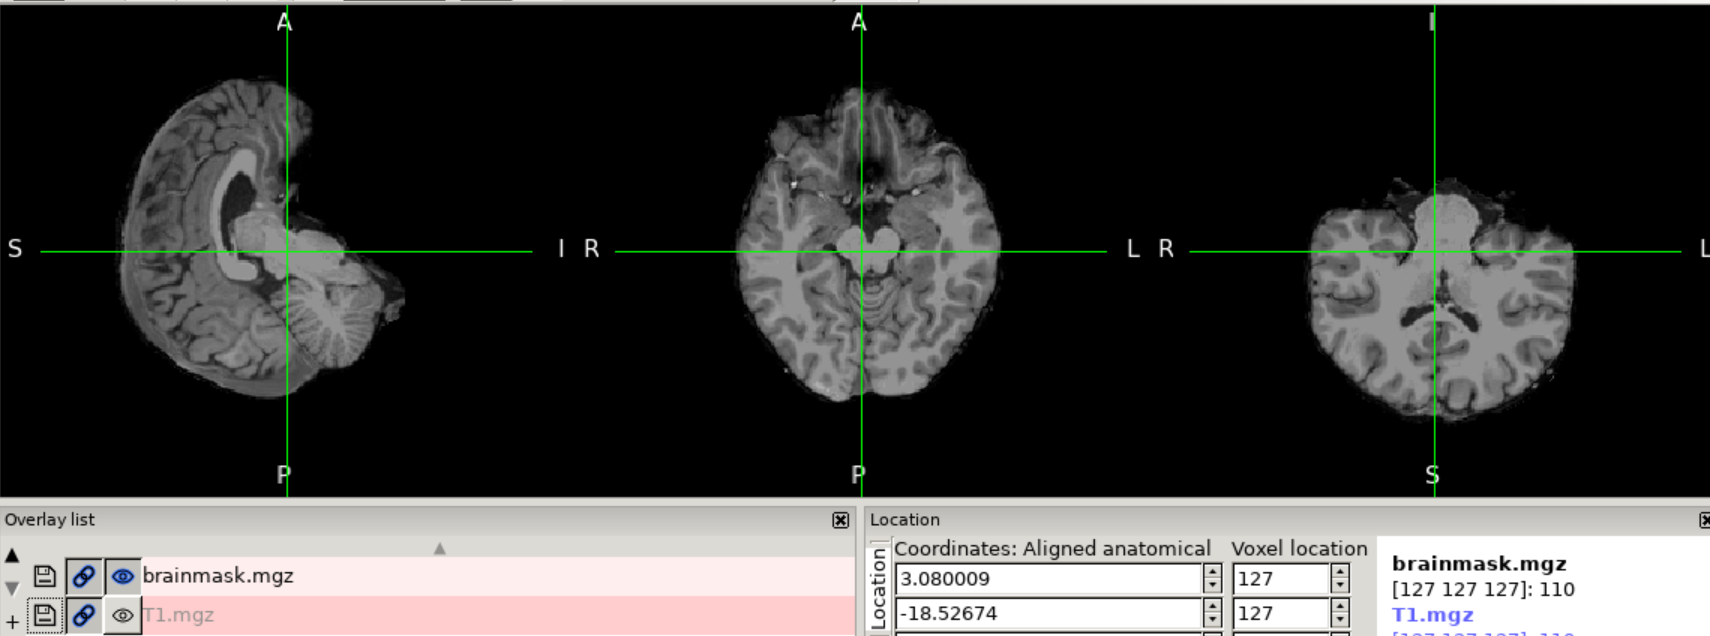 A
A
I
S
I
R
L
R
L
P
P
S
Overlay list
Location
brainmask.mgz
T1.mgz
Location
Coordinates: Aligned anatomical
Voxel location
3.080009
127
-18.52674
127
brainmask.mgz
[127 127 127]: 110
T1.mgz